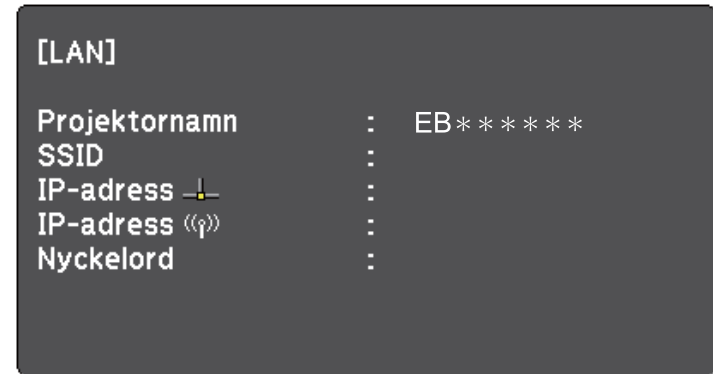 [LAN]
Projektornamn : EB＊＊＊＊＊＊
SSID :
IP-adress :
IP-adress :
Nyckelord :